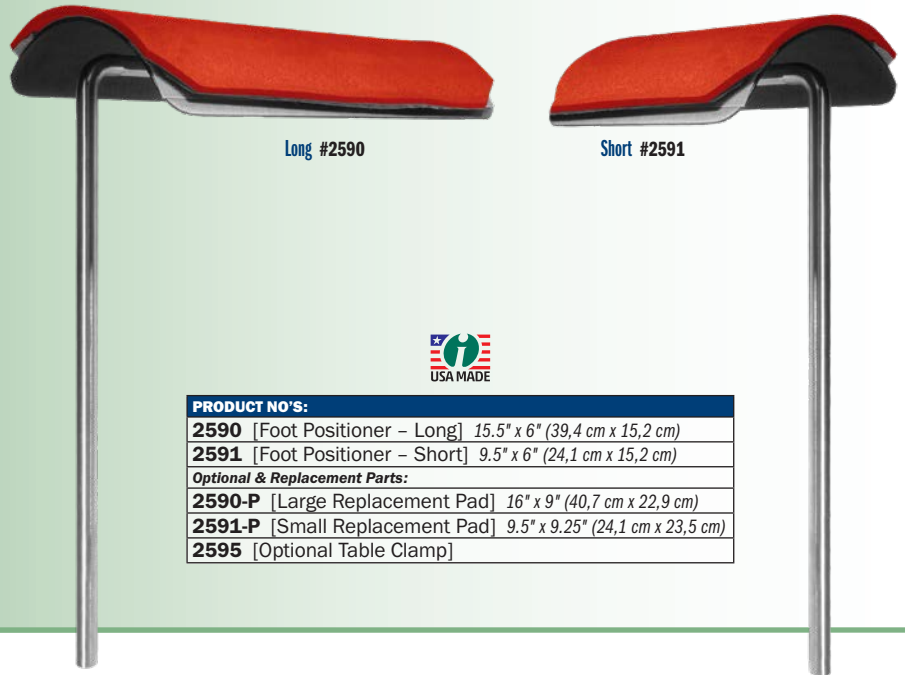 Long #2590
Short #2591
i
USA MADE
PRODUCT NO'S:
2590 [Foot Positioner – Long] 15.5" x 6" (39,4 cm x 15,2 cm)
2591 [Foot Positioner – Short] 9.5" x 6" (24,1 cm x 15,2 cm)
Optional & Replacement Parts:
2590-P [Large Replacement Pad] 16" x 9" (40,7 cm x 22,9 cm)
2591-P [Small Replacement Pad] 9.5" x 9.25" (24,1 cm x 23,5 cm)
2595 [Optional Table Clamp]